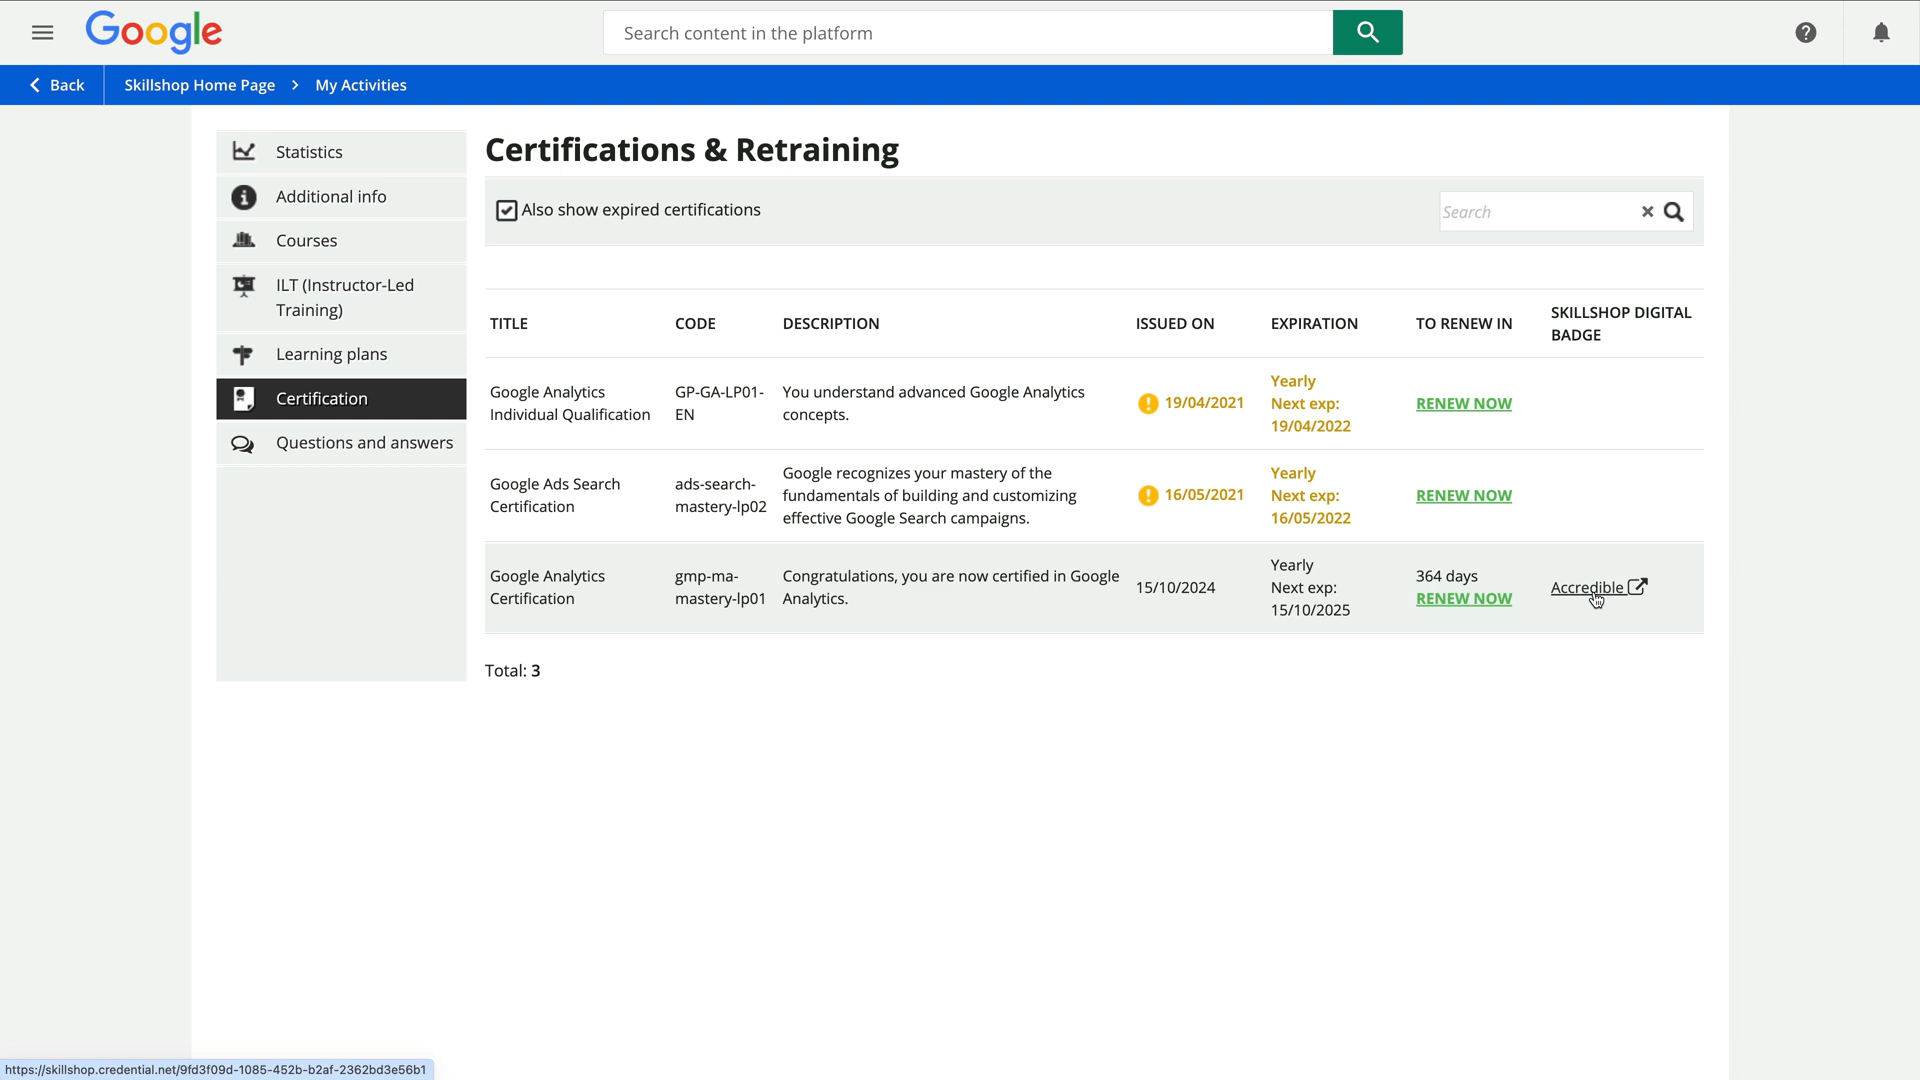 Google
Search content in the platform
Back
Skillshop Home Page > My Activities
Statistics
Additional info
Courses
ILT (Instructor-Led
Training)
Learning plans
Certification
Questions and answers
Certifications & Retraining
Also show expired certifications
Search
TITLE
CODE
DESCRIPTION
ISSUED ON
EXPIRATION
TO RENEW IN
SKILLSHOP DIGITAL
BADGE
Google Analytics
Individual Qualification
GP-GA-LP01-
EN
You understand advanced Google Analytics
concepts.
19/04/2021
Yearly
Next exp:
19/04/2022
RENEW NOW
Google Ads Search
Certification
ads-search-
mastery-lp02
Google recognizes your mastery of the
fundamentals of building and customizing
effective Google Search campaigns.
16/05/2021
Yearly
Next exp:
16/05/2022
RENEW NOW
Google Analytics
Certification
gmp-ma-
mastery-lp01
Congratulations, you are now certified in Google
Analytics.
15/10/2024
Yearly
Next exp:
15/10/2025
364 days
RENEW NOW
Accredible
Total: 3
https://skillshop.credential.net/9fd3f09d-1085-452b-b2af-2362bd3e56b1